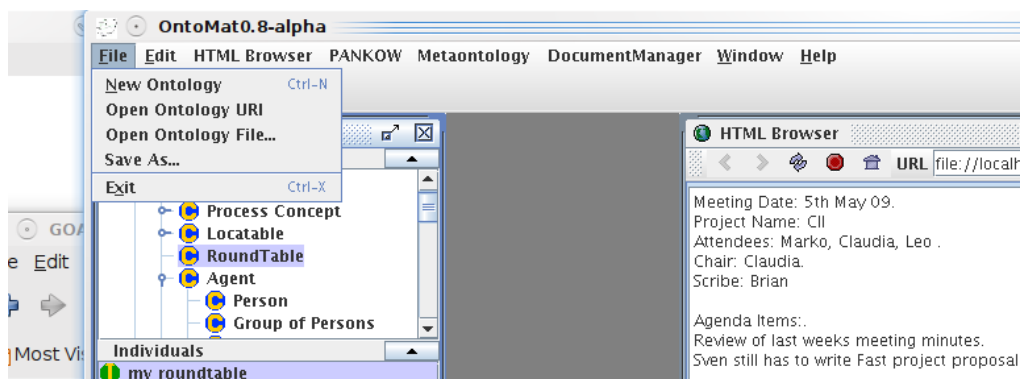 OntoMat0.8-alpha
File Edit HTML Browser PANKOW Metaontology DocumentManager Window Help
New Ontology Ctrl-N
Open Ontology URI
Open Ontology File...
Save As...
Exit Ctrl-X
Process Concept
Locatable
RoundTable
Agent
Person
Group of Persons
Individuals
my roundtable
HTML Browser
URL file://localh
Meeting Date: 5th May 09.
Project Name: CII
Attendees: Marko, Claudia, Leo .
Chair: Claudia.
Scribe: Brian
Agenda Items:.
Review of last weeks meeting minutes.
Sven still has to write Fast project proposal
GOA
e Edit
Most Vi